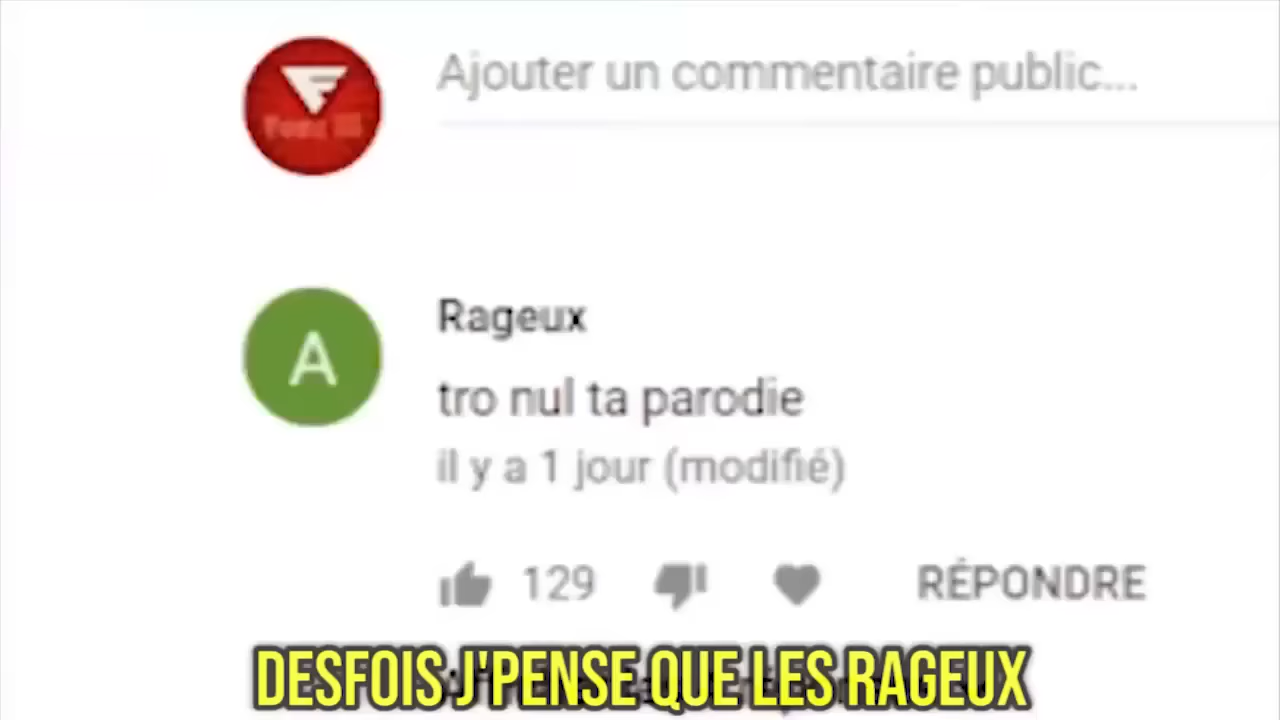 Ajouter un commentaire public...
A
Rageux
tro nul ta parodie
il y a 1 jour (modifié)
129
RÉPONDRE
DESFOIS J'PENSE QUE LES RAGEUX